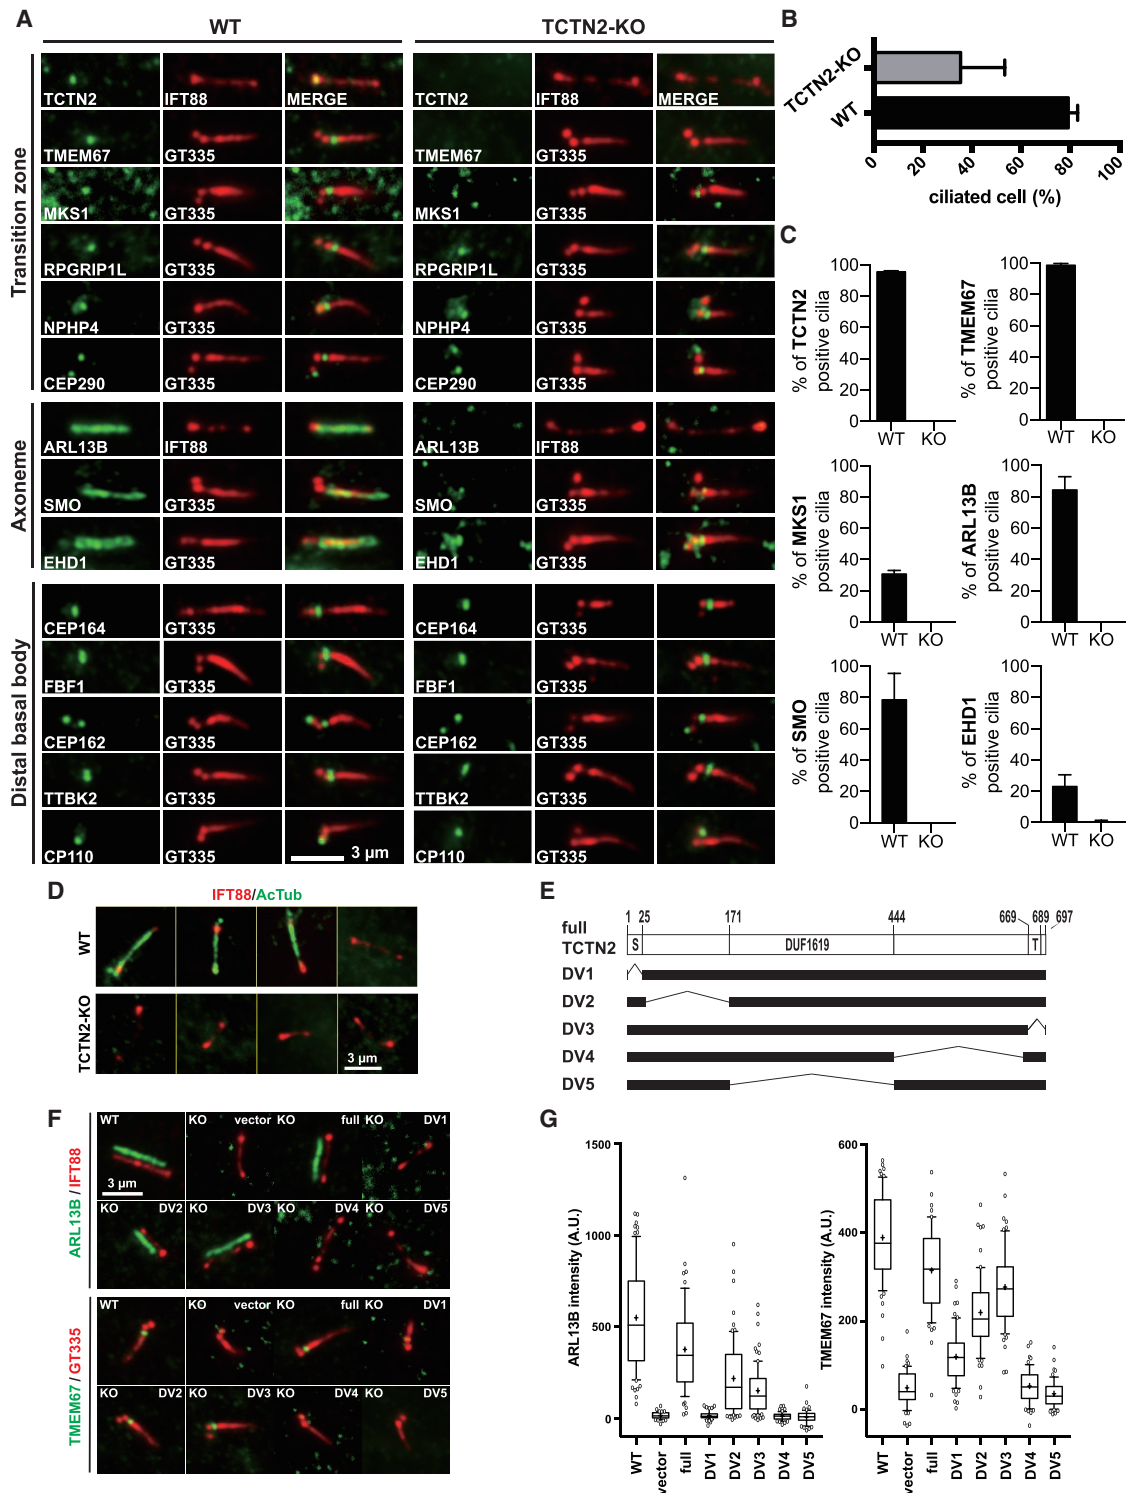 A
WT
TCTN2-KO
Transition zone
TCTN2
IFT88
MERGE
TCTN2
IFT88
MERGE
TMEM67
GT335
TMEM67
GT335
MKS1
GT335
MKS1
GT335
RPGRIP1L
GT335
RPGRIP1L
GT335
NPHP4
GT335
NPHP4
GT335
CEP290
GT335
CEP290
GT335
Axoneme
ARL13B
IFT88
ARL13B
IFT88
SMO
GT335
SMO
GT335
EHD1
GT335
EHD1
GT335
Distal basal body
CEP164
GT335
CEP164
GT335
FBF1
GT335
FBF1
GT335
CEP162
GT335
CEP162
GT335
TTBK2
GT335
TTBK2
GT335
CP110
GT335
3 μm
CP110
GT335
B
TCTN2-KO
WT
0 20 40 60 80 100
ciliated cell (%)
C
% of TCTN2
positive cilia
100
80
60
40
20
0
WT KO
% of TMEM67
positive cilia
100
80
60
40
20
0
WT KO
% of MKS1
positive cilia
100
80
60
40
20
0
WT KO
% of ARL13B
positive cilia
100
80
60
40
20
0
WT KO
% of SMO
positive cilia
100
80
60
40
20
0
WT KO
% of EHD1
positive cilia
100
80
60
40
20
0
WT KO
D
IFT88/AcTub
WT
TCTN2-KO
3 μm
E
1 25 171 444 669 689 697
full
TCTN2
S
DUF1619
T
DV1
DV2
DV3
DV4
DV5
F
ARL13B / IFT88
WT
3 μm
KO vector
KO full
KO DV1
KO DV2
KO DV3
KO DV4
KO DV5
TMEM67 / GT335
WT
KO vector
KO full
KO DV1
KO DV2
KO DV3
KO DV4
KO DV5
G
ARL13B intensity (A.U.)
1500
1000
500
0
WT vector full DV1 DV2 DV3 DV4 DV5
TMEM67 intensity (A.U.)
600
400
200
0
WT vector full DV1 DV2 DV3 DV4 DV5